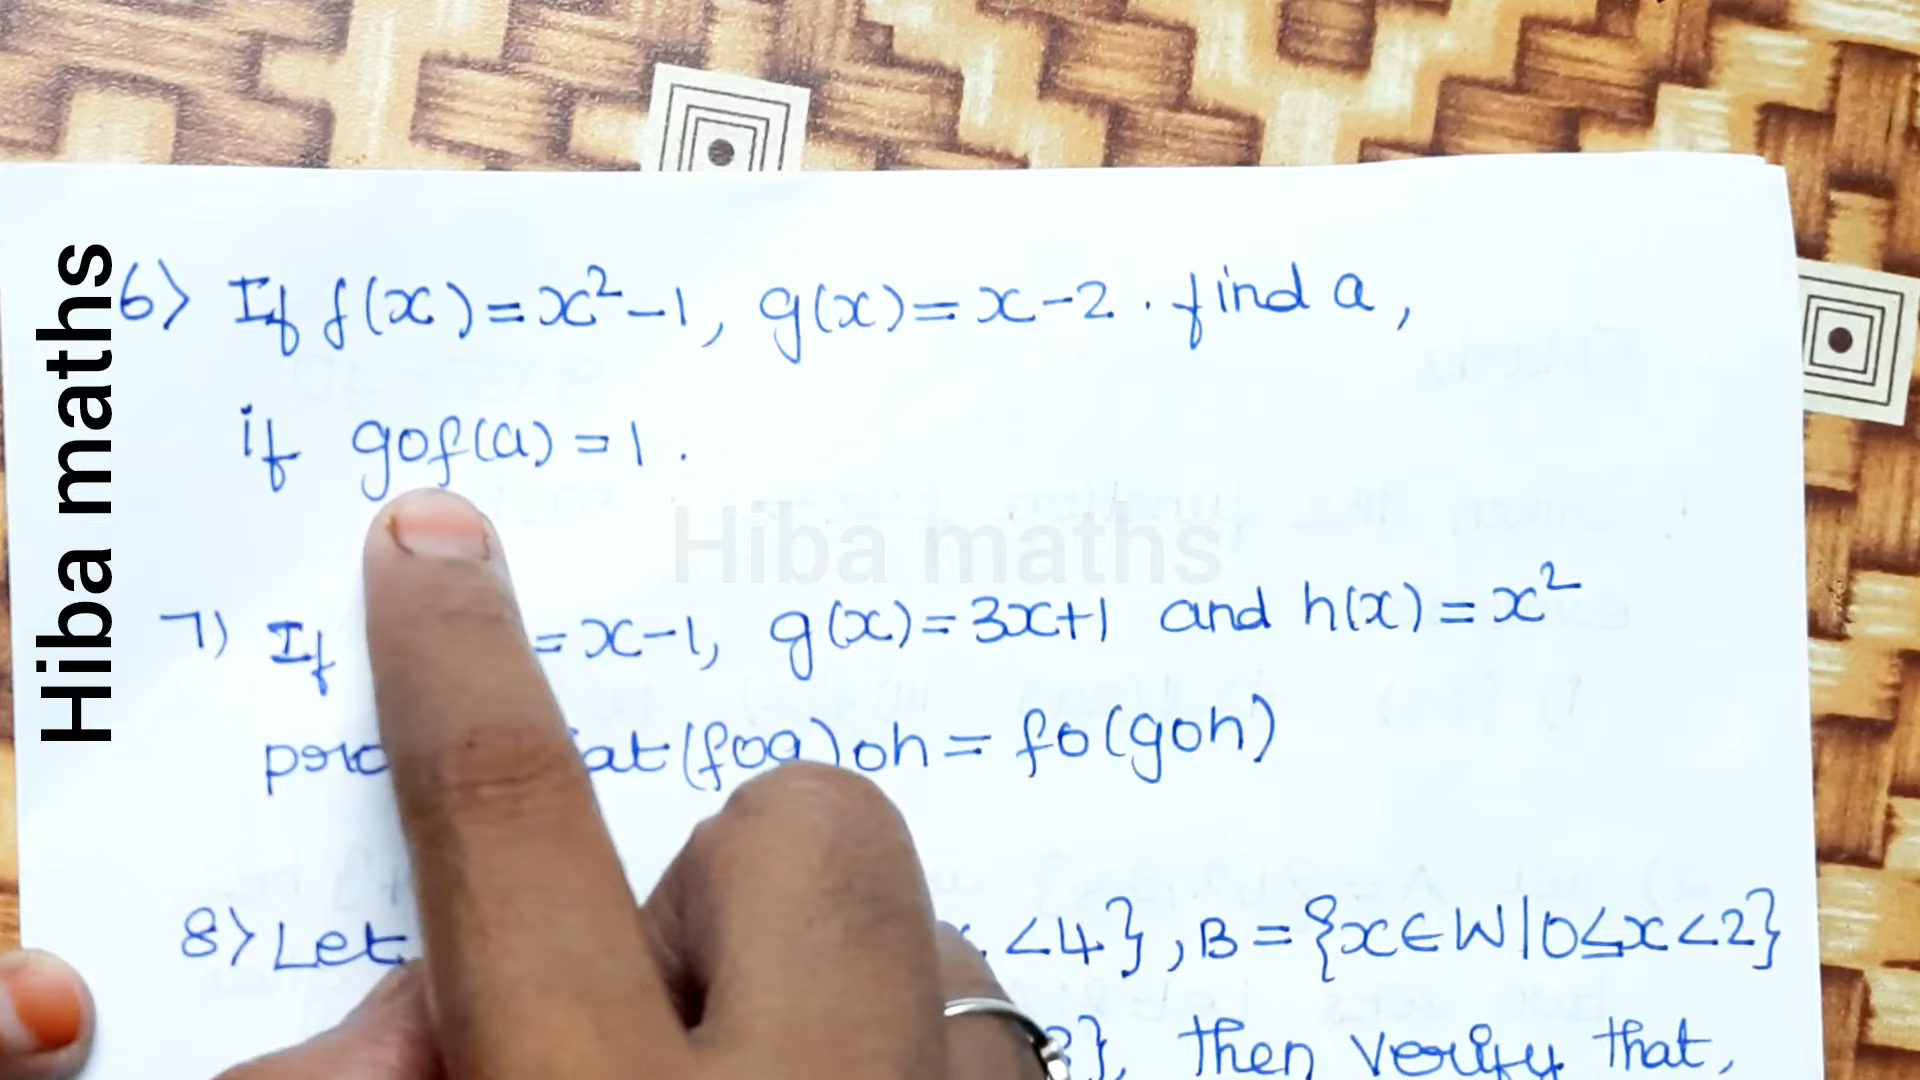 Hiba maths
6) If f(x)=x²-1, g(x)=x-2. find a,
if gof(a)=1.
Hiba maths
7) If =x-1, g(x)=3x+1 and h(x)=x²
(fog)oh=fo(goh)
8) Let <4}, B={x∈W|0≤x<2}
}, then verify that,